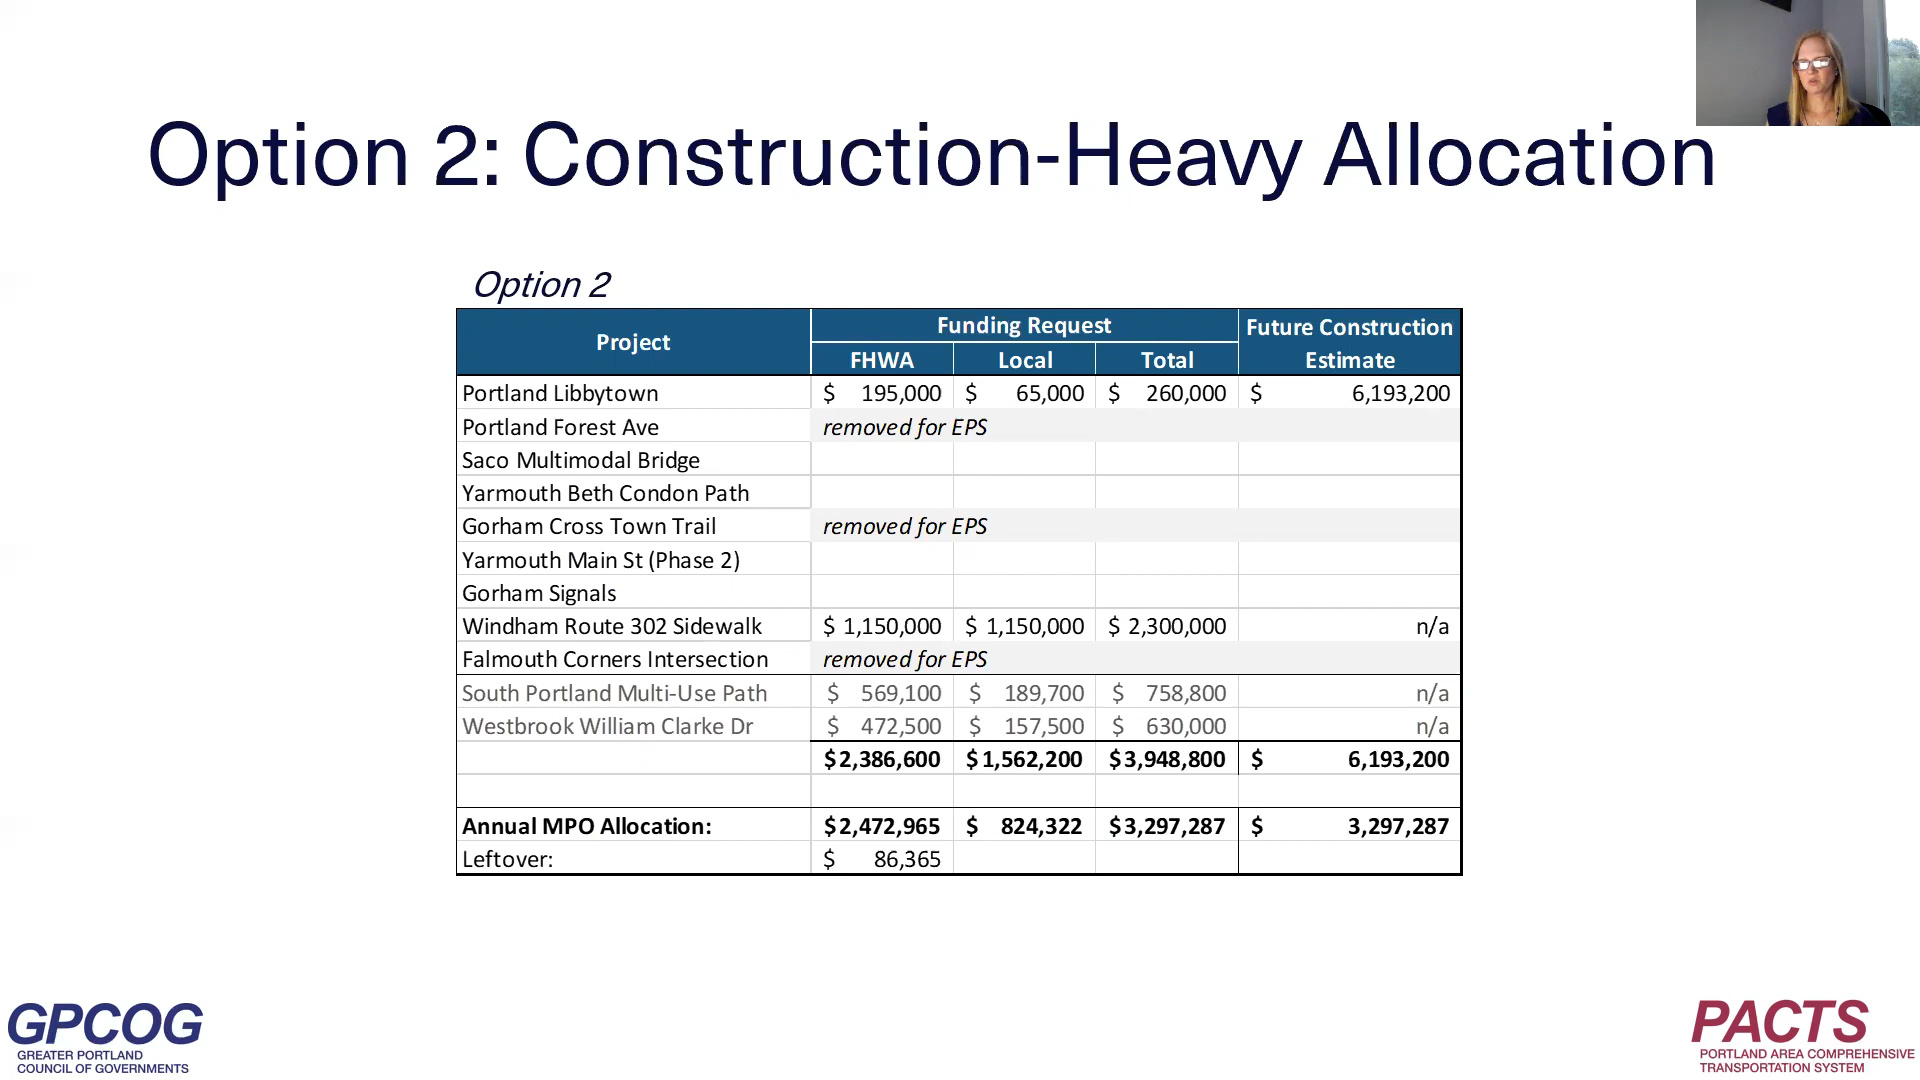 Option 2: Construction-Heavy Allocation
Option 2
Project Funding Request Future Construction Estimate
FHWA Local Total
Portland Libbytown $ 195,000 $ 65,000 $ 260,000 $ 6,193,200
Portland Forest Ave removed for EPS
Saco Multimodal Bridge
Yarmouth Beth Condon Path
Gorham Cross Town Trail removed for EPS
Yarmouth Main St (Phase 2)
Gorham Signals
Windham Route 302 Sidewalk $ 1,150,000 $ 1,150,000 $ 2,300,000 n/a
Falmouth Corners Intersection removed for EPS
South Portland Multi-Use Path $ 569,100 $ 189,700 $ 758,800 n/a
Westbrook William Clarke Dr $ 472,500 $ 157,500 $ 630,000 n/a
$2,386,600 $1,562,200 $3,948,800 $ 6,193,200
Annual MPO Allocation: $2,472,965 $ 824,322 $3,297,287 $ 3,297,287
Leftover: $ 86,365
GPCOG
GREATER PORTLAND
COUNCIL OF GOVERNMENTS
PACTS
PORTLAND AREA COMPREHENSIVE
TRANSPORTATION SYSTEM